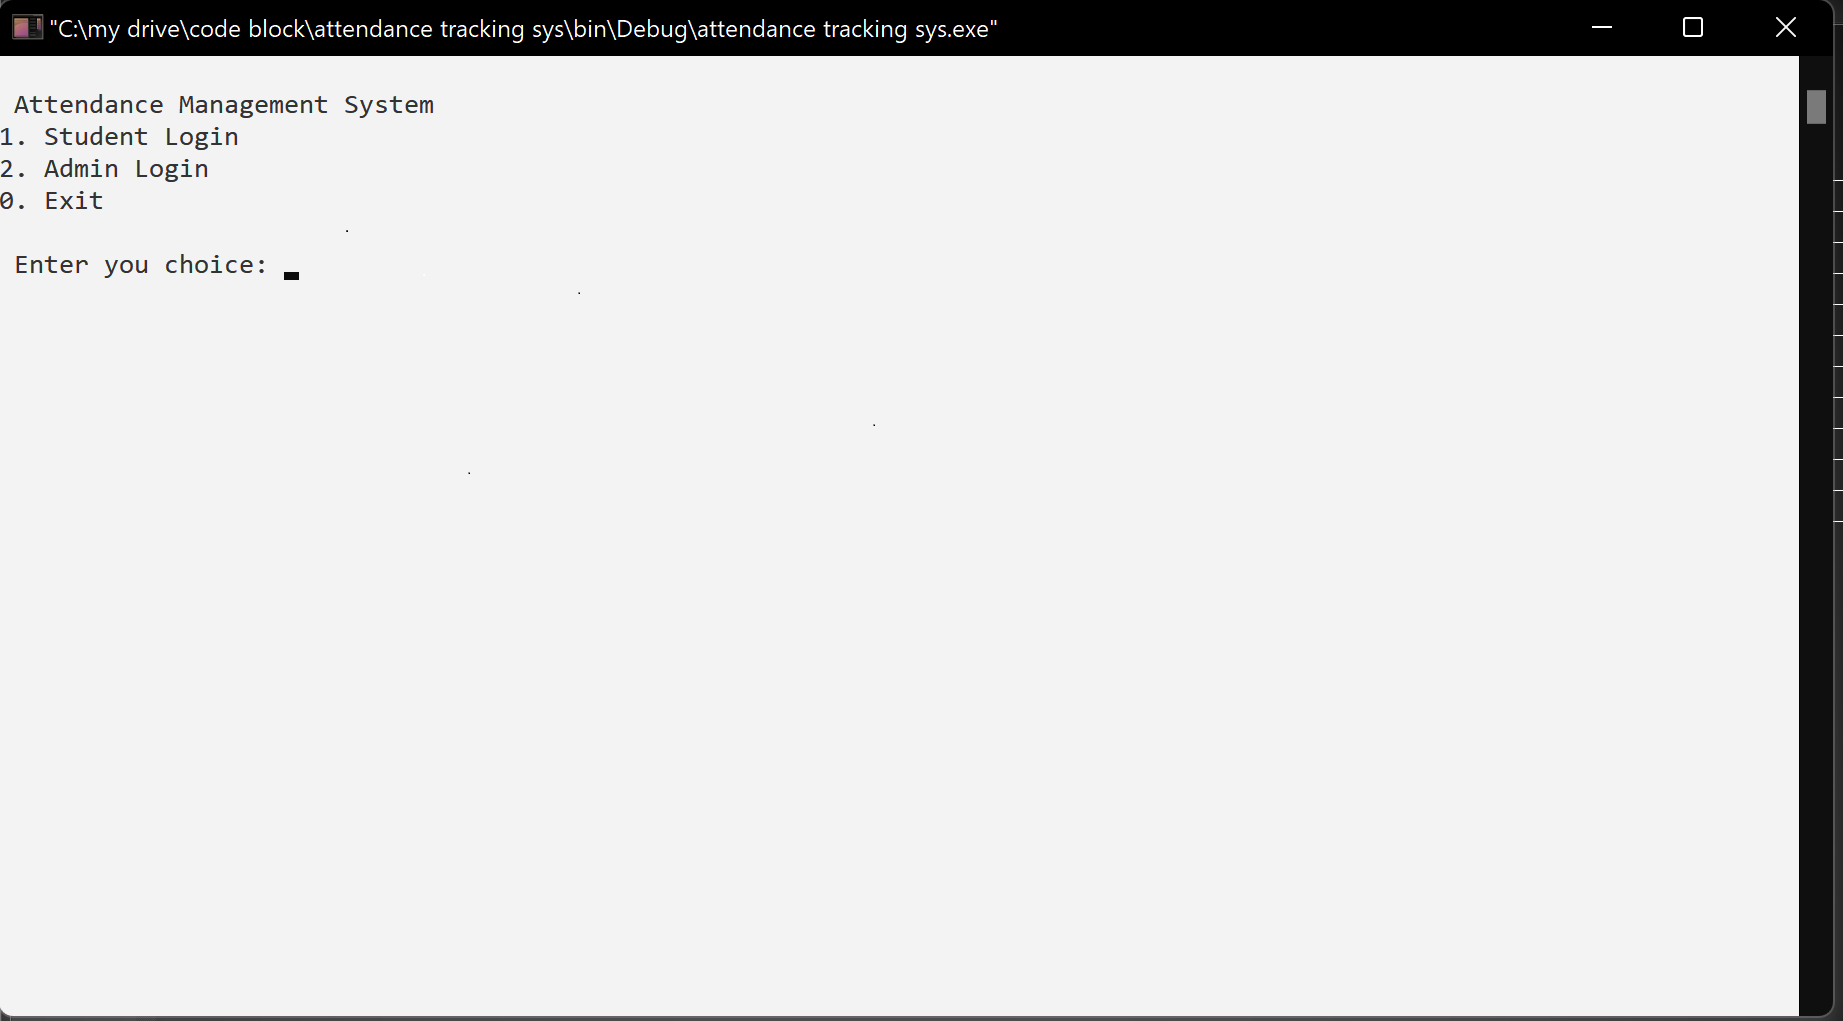 "C:\my drive\code block\attendance tracking sys\bin\Debug\attendance tracking sys.exe"
Attendance Management System
1. Student Login
2. Admin Login
0. Exit
Enter you choice: